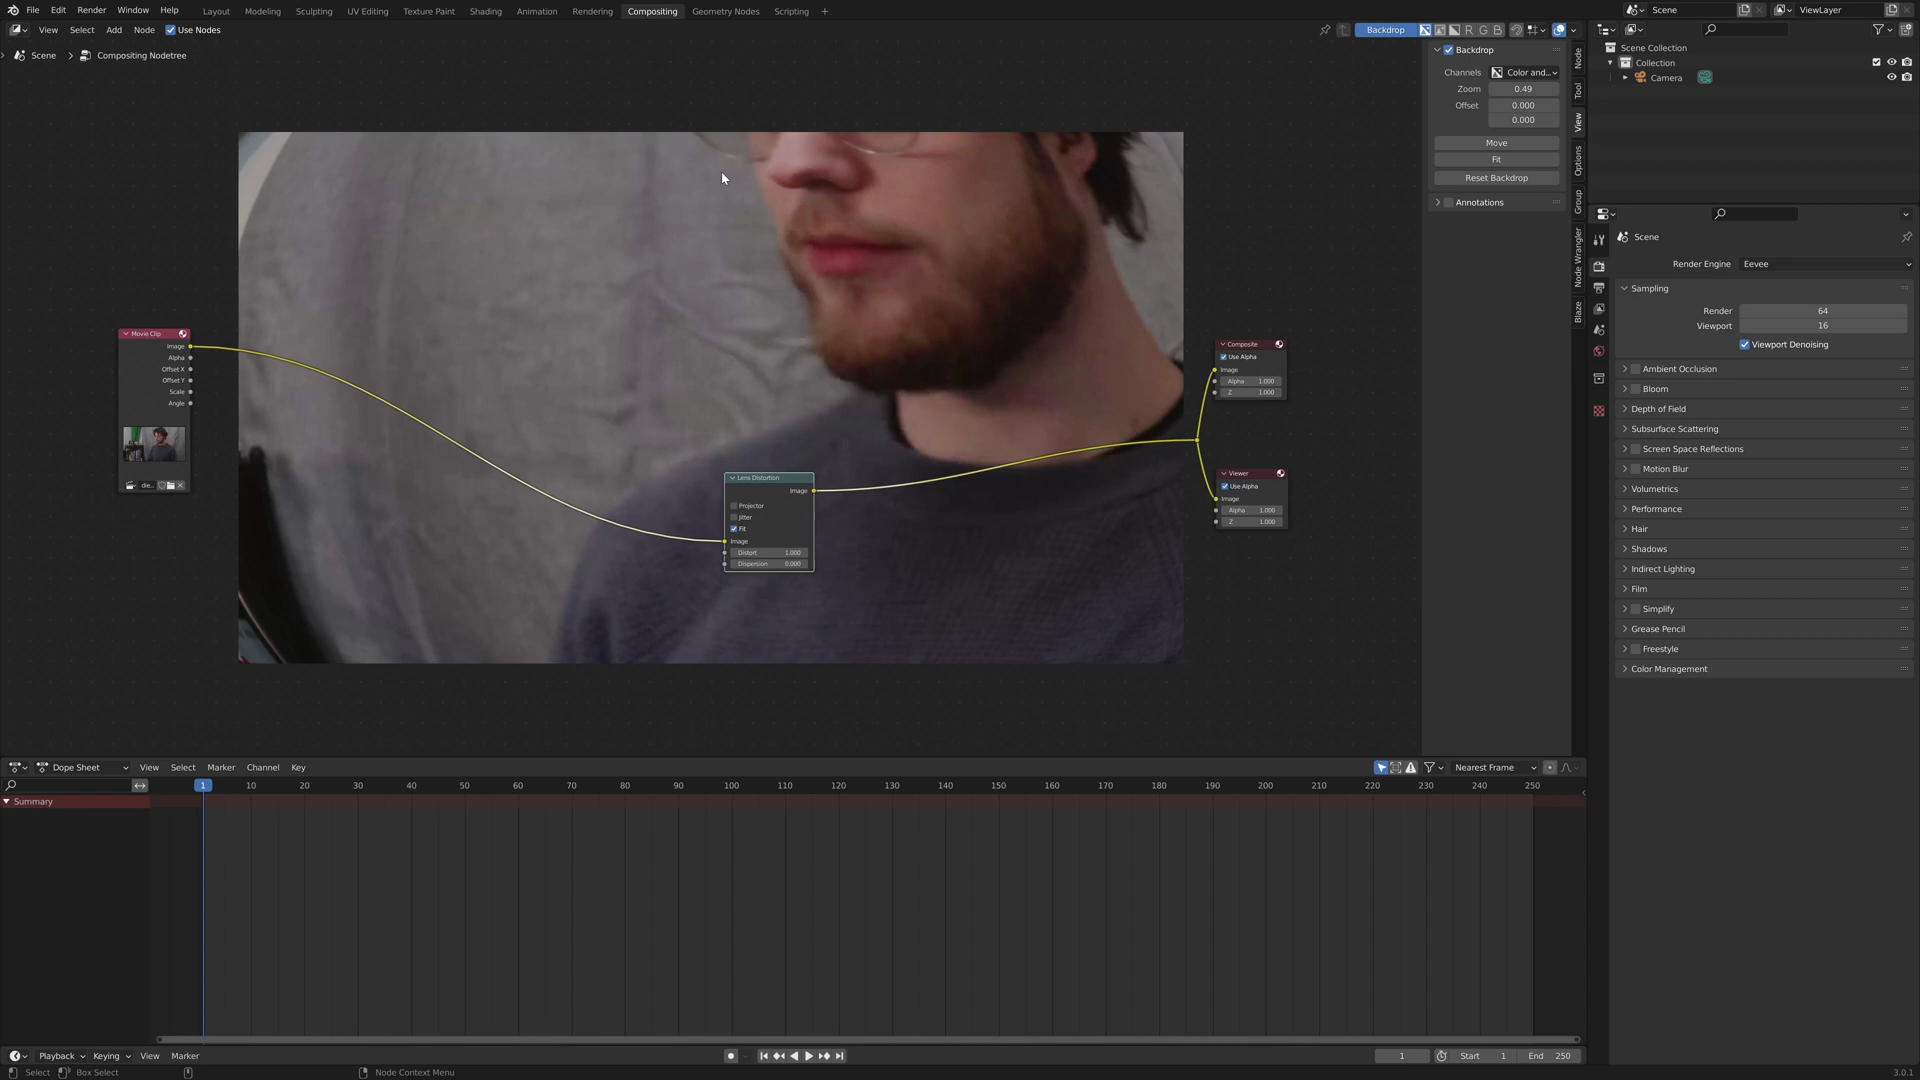 File Edit Render Window Help Layout Modeling Sculpting UV Editing Texture Paint Shading Animation Rendering Compositing Geometry Nodes Scripting + Scene ViewLayer
View Select Add Node Use Nodes Backdrop R G B
Scene > Compositing Nodetree
Backdrop
Channels Color and...
Zoom 0.49
Offset 0.000
0.000
Move
Fit
Reset Backdrop
Annotations
Node
Tool
View
Options
Group
Node Wrangler
Blaze
Scene Collection
Collection
Camera
Scene
Render Engine Eevee
Sampling
Render 64
Viewport 16
Viewport Denoising
Ambient Occlusion
Bloom
Depth of Field
Subsurface Scattering
Screen Space Reflections
Motion Blur
Volumetrics
Performance
Hair
Shadows
Indirect Lighting
Film
Simplify
Grease Pencil
Freestyle
Color Management
Movie Clip
Image
Alpha
Offset X
Offset Y
Scale
Angle
die..
Lens Distortion
Image
Projector
Jitter
Fit
Image
Distort 1.000
Dispersion 0.000
Composite
Use Alpha
Image
Alpha 1.000
Z 1.000
Viewer
Use Alpha
Image
Alpha 1.000
Z 1.000
Dope Sheet View Select Marker Channel Key Nearest Frame
1 10 20 30 40 50 60 70 80 90 100 110 120 130 140 150 160 170 180 190 200 210 220 230 240 250
Summary
Playback Keying View Marker 1 Start 1 End 250
Select Box Select Node Context Menu 3.0.1